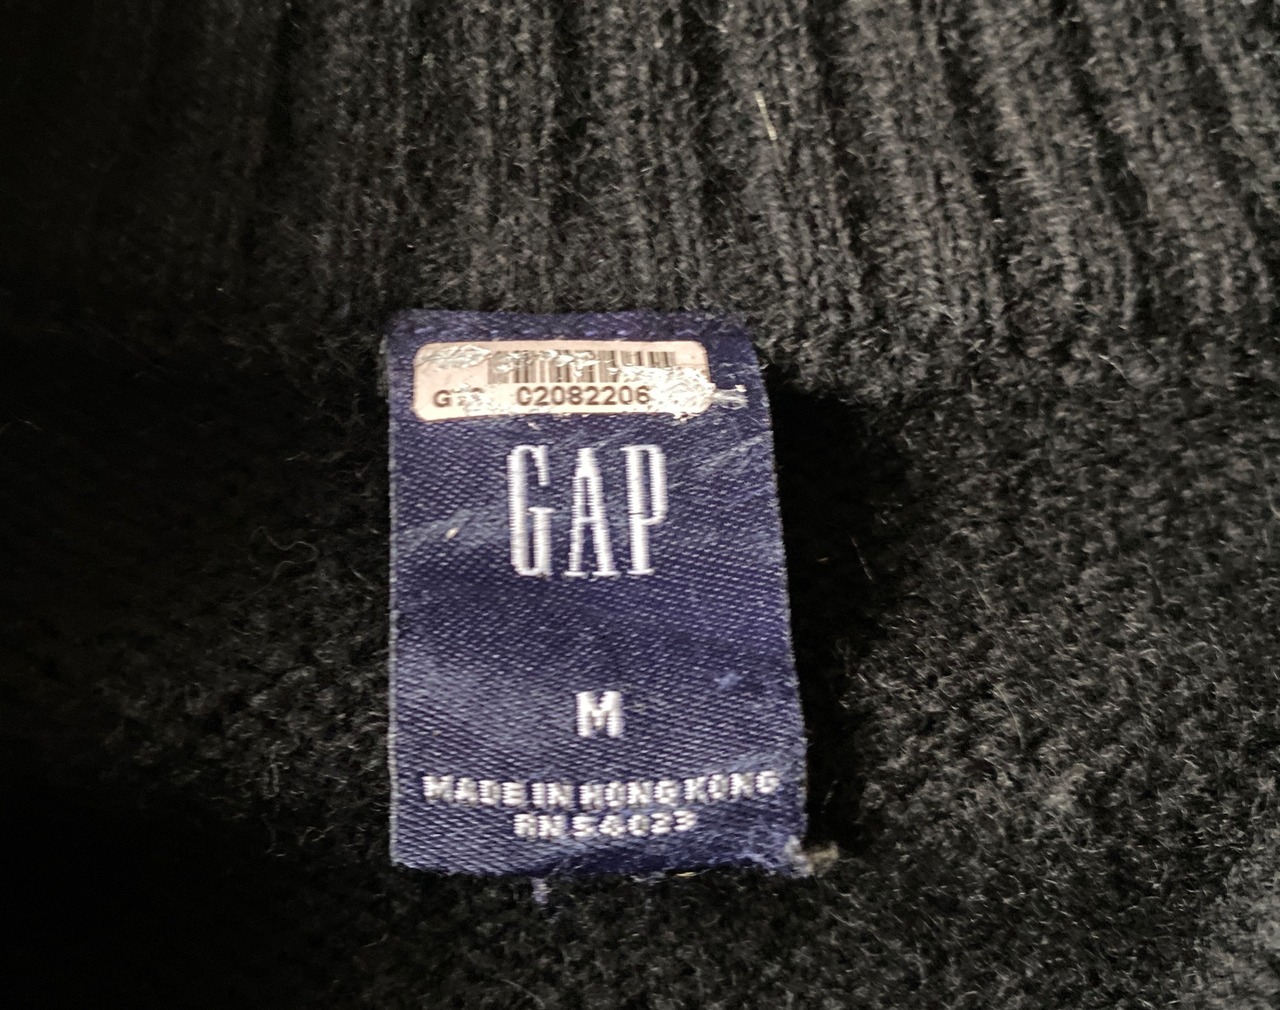 02082206
GAP
M
MADE IN HONG KONG
RN 54023